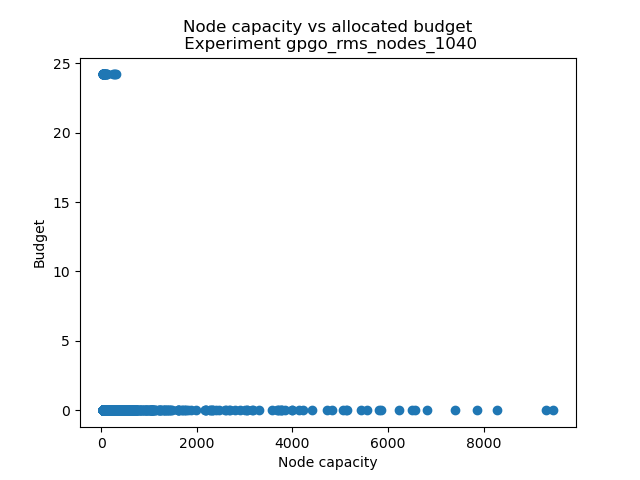 Node capacity vs allocated budget
Experiment gpgo_rms_nodes_1040
25
20
15
10
5
0
Budget
0 2000 4000 6000 8000
Node capacity